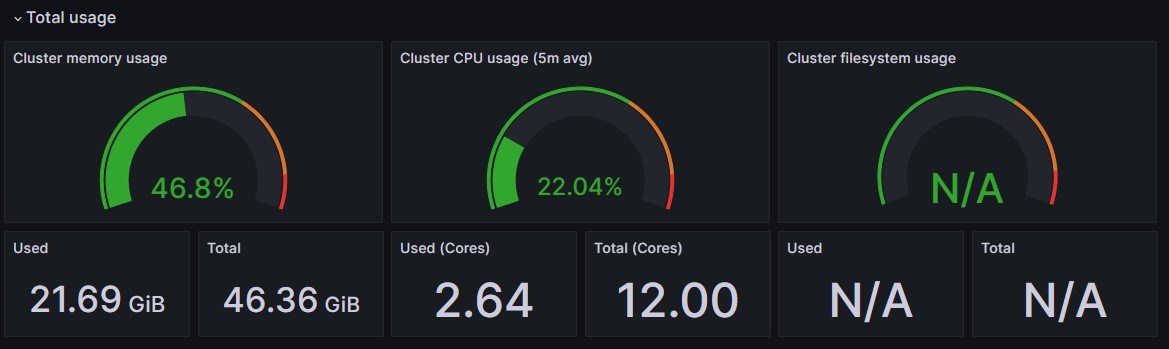 Total usage
Cluster memory usage
46.8%
Cluster CPU usage (5m avg)
22.04%
Cluster filesystem usage
N/A
Used
21.69 GiB
Total
46.36 GiB
Used (Cores)
2.64
Total (Cores)
12.00
Used
N/A
Total
N/A